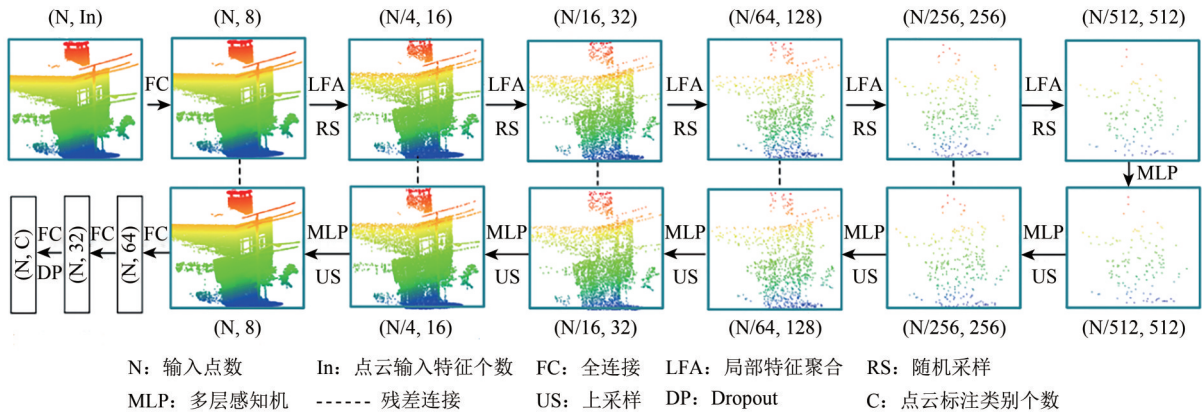 (N, In) (N, 8) (N/4, 16) (N/16, 32) (N/64, 128) (N/256, 256) (N/512, 512)
FC LFA LFA LFA LFA LFA
RS RS RS RS RS
MLP
(N, C) FC (N, 32) FC (N, 64) FC MLP MLP MLP MLP MLP
DP US US US US US
(N, 8) (N/4, 16) (N/16, 32) (N/64, 128) (N/256, 256) (N/512, 512)
N：输入点数 In：点云输入特征个数 FC：全连接 LFA：局部特征聚合 RS：随机采样
MLP：多层感知机 残差连接 US：上采样 DP：Dropout C：点云标注类别个数